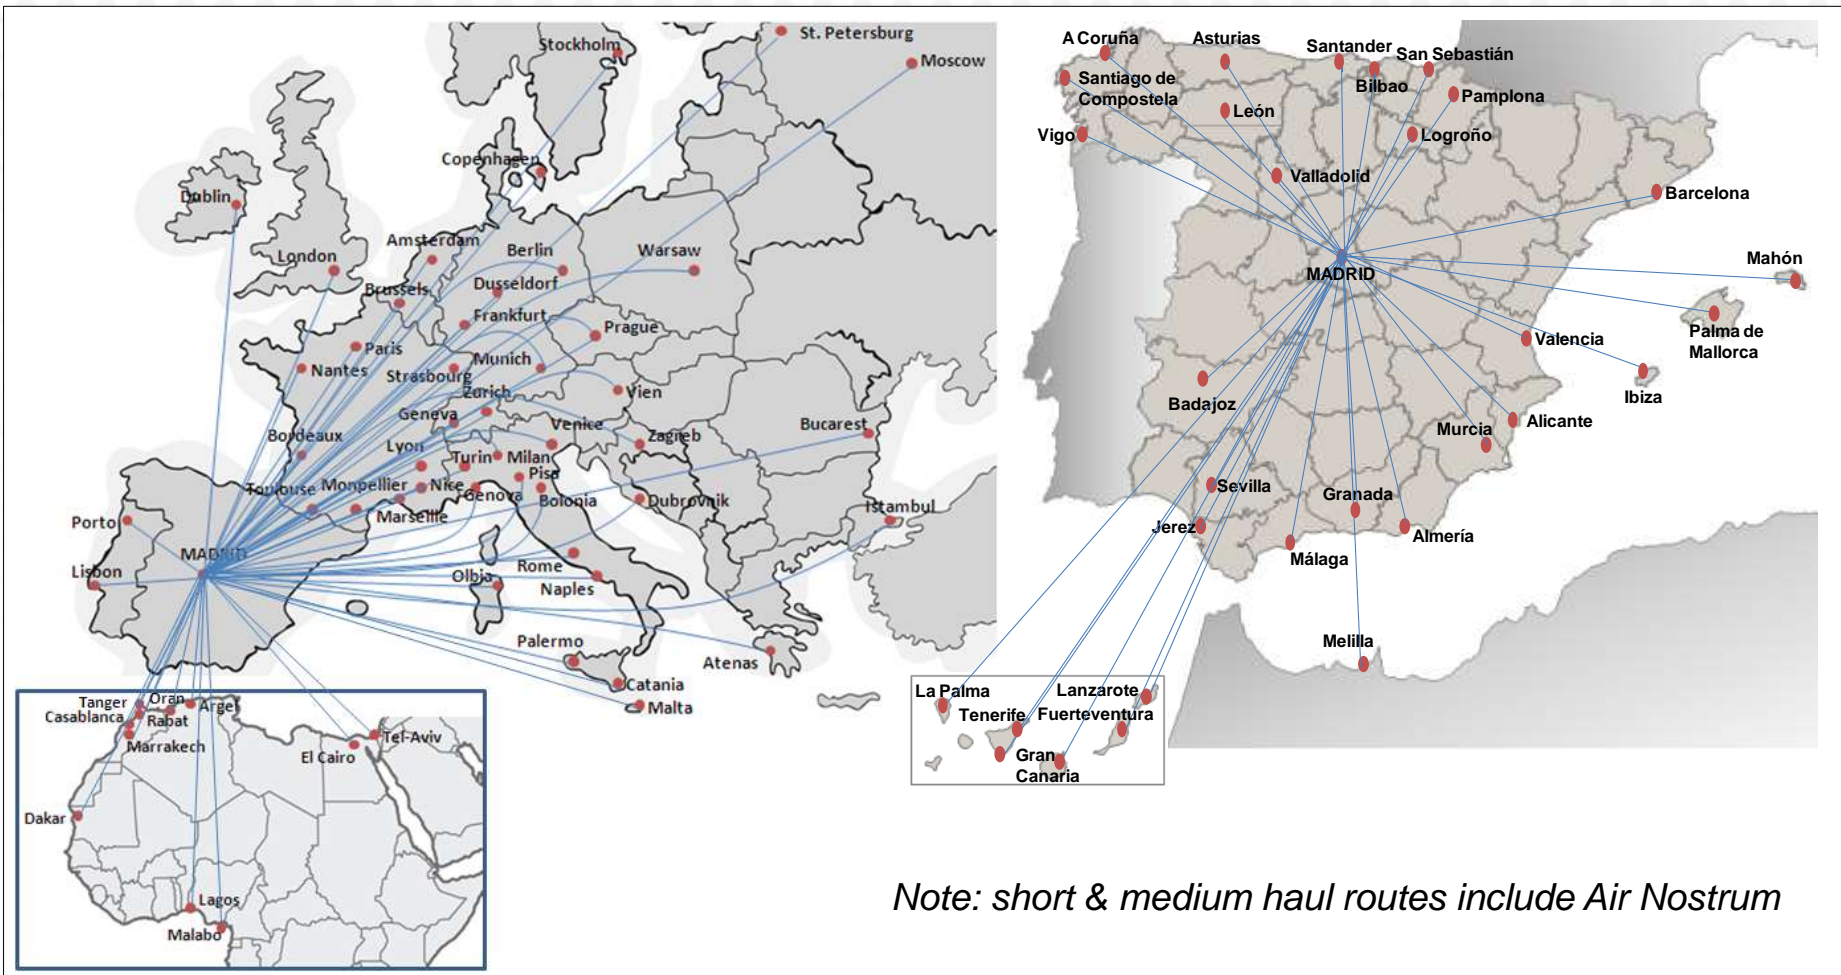 Stockholm
St. Petersburg
Moscow
Copenhagen
Dublin
Amsterdam
London
Berlin
Warsaw
Brussels
Dusseldorf
Frankfurt
Prague
Paris
Nantes
Munich
Strasbourg
Zurich
Vien
Geneva
Bordeaux
Lyon
Venice
Zagreb
Bucarest
Turin
Milan
Pisa
Toulouse
Monpellier
Nice
Genova
Bolonia
Dubrovnik
Istambul
Marseille
Porto
MADRID
Lisbon
Olbia
Rome
Naples
Palermo
Atenas
Catania
Malta
Tanger
Oran
Argel
Casablanca
Rabat
Marrakech
El Cairo
Tel-Aviv
Dakar
Lagos
Malabo
A Coruña
Asturias
Santander
San Sebastián
Santiago de
Compostela
Bilbao
Pamplona
León
Vigo
Logroño
Valladolid
Barcelona
MADRID
Mahón
Palma de
Mallorca
Valencia
Ibiza
Badajoz
Alicante
Murcia
Sevilla
Granada
Jerez
Almería
Málaga
Melilla
La Palma
Lanzarote
Tenerife
Fuerteventura
Gran
Canaria
Note: short & medium haul routes include Air Nostrum